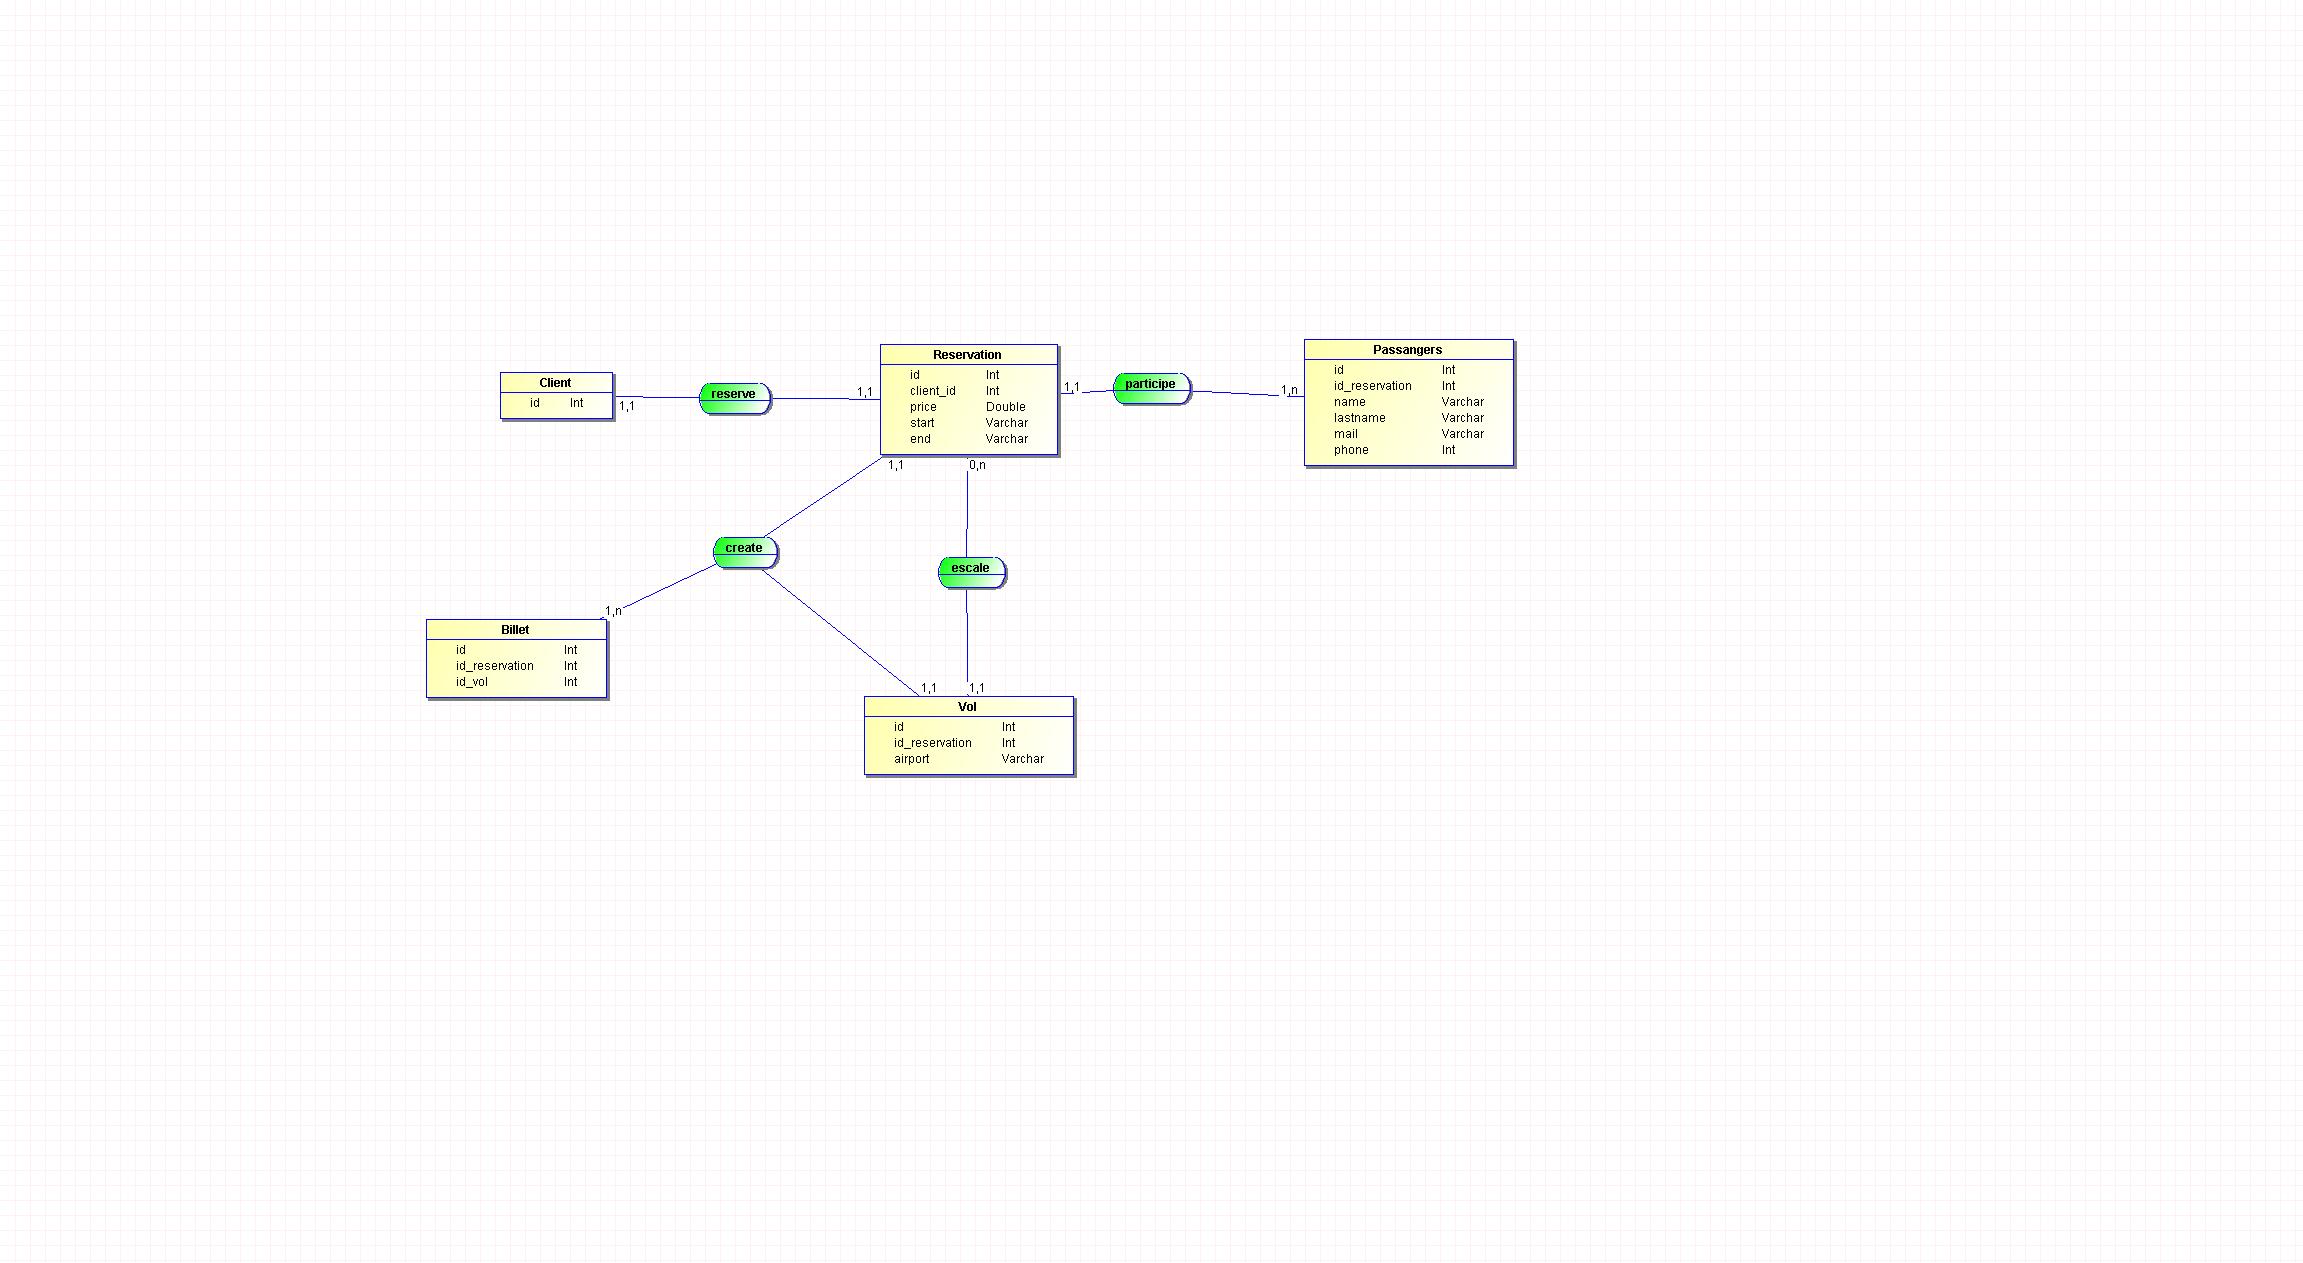 Client
id Int
1,1
reserve
1,1
Reservation
id Int
client_id Int
price Double
start Varchar
end Varchar
1,1
participe
1,n
Passangers
id Int
id_reservation Int
name Varchar
lastname Varchar
mail Varchar
phone Int
1,1
0,n
create
escale
1,n
Billet
id Int
id_reservation Int
id_vol Int
1,1
1,1
Vol
id Int
id_reservation Int
airport Varchar